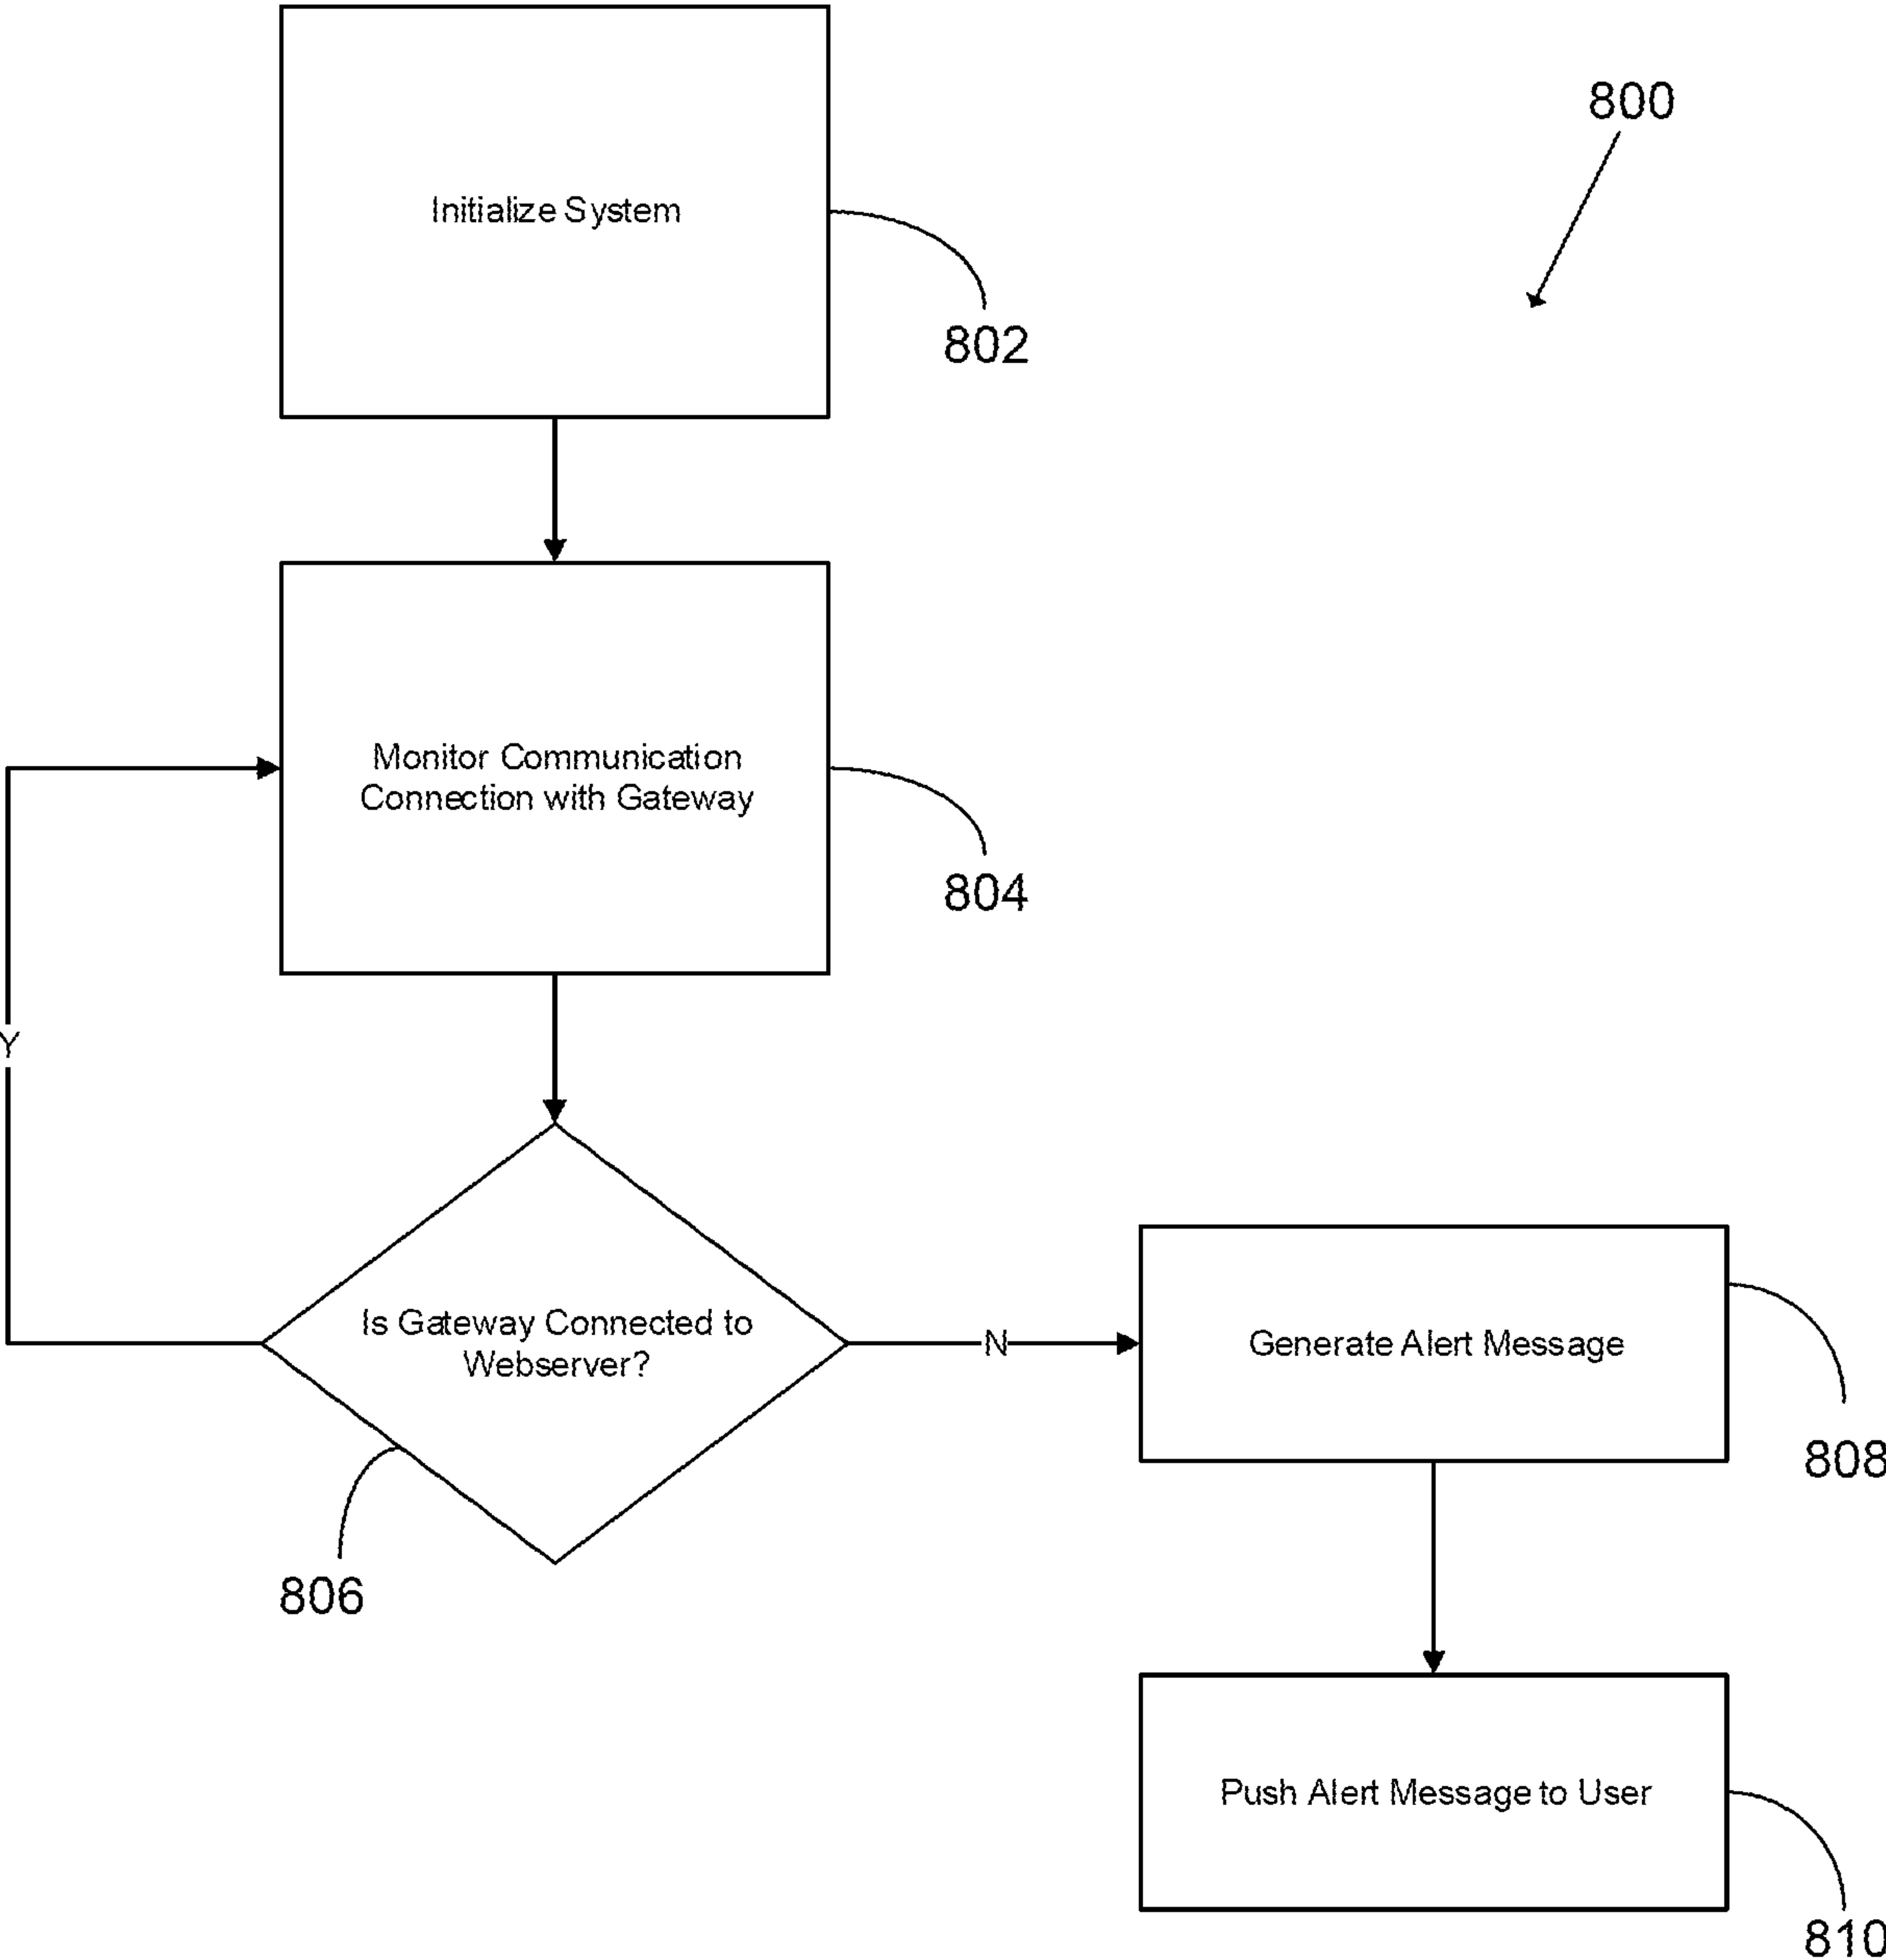 800
Initialize System
802
Monitor Communication
Connection with Gateway
804
Y
Is Gateway Connected to
Webserver?
N
Generate Alert Message
808
806
Push Alert Message to User
810